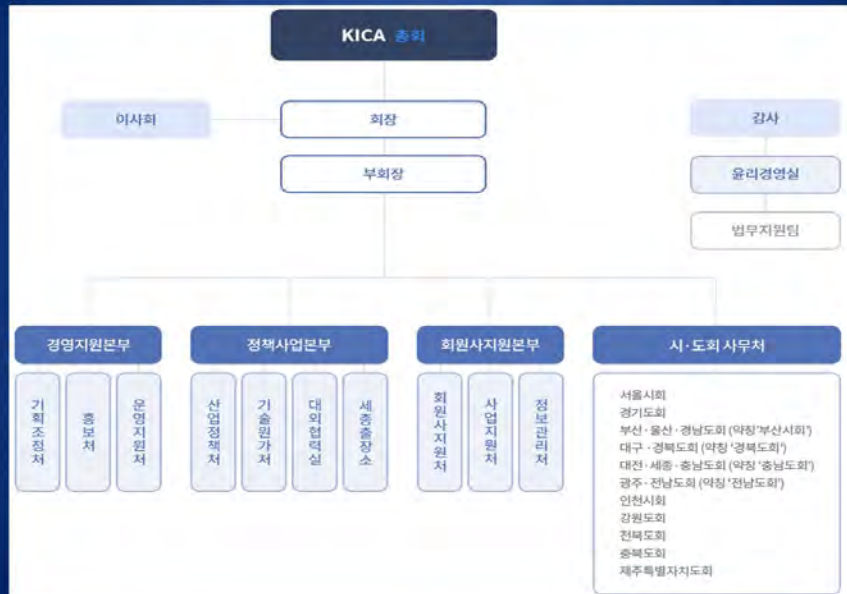 KICA 총회
이사회
회장
감사
부회장
윤리경영실
법무지원팀
경영지원본부
정책사업본부
회원사지원본부
시·도회 사무처
기획조정처
홍보처
운영지원처
산업정책처
기술원가처
대외협력실
세종출장소
회원사지원처
사업지원처
정보관리처
서울시회
경기도회
부산·울산·경남도회 (약칭'부산시회')
대구·경북도회 (약칭 '경북도회')
대전·세종·충남도회 (약칭 '충남도회')
광주·전남도회 (약칭 '전남도회')
인천시회
강원도회
전북도회
충북도회
제주특별자치도회